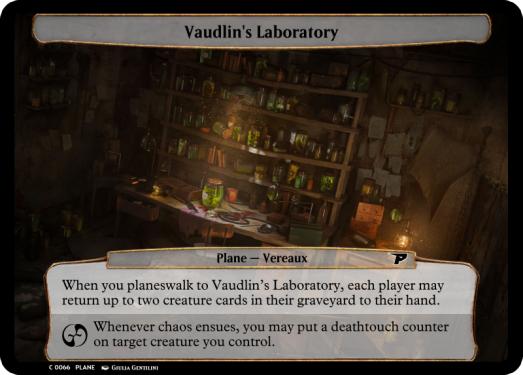 Vaudlin's Laboratory
Plane — Vereaux
When you planeswalk to Vaudlin's Laboratory, each player may
return up to two creature cards in their graveyard to their hand.
Whenever chaos ensues, you may put a deathtouch counter
on target creature you control.
C 0066 PLANE Giulia Gentilini